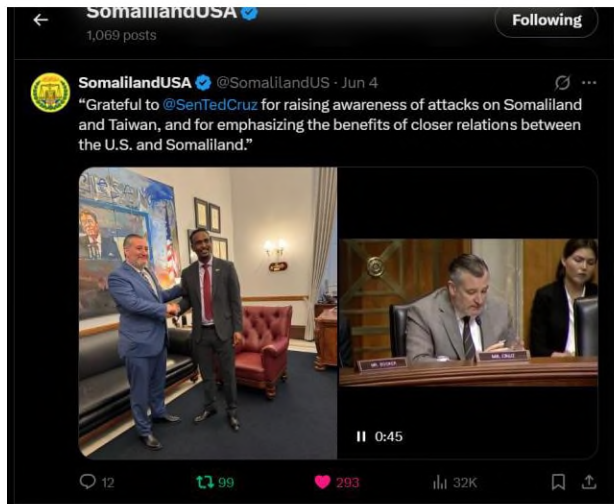 SomalilandUSA
1,069 posts
Following
SomalilandUSA @SomalilandUS · Jun 4
“Grateful to @SenTedCruz for raising awareness of attacks on Somaliland
and Taiwan, and for emphasizing the benefits of closer relations between
the U.S. and Somaliland.”
MR. CRUZ
0:45
12
99
293
32K